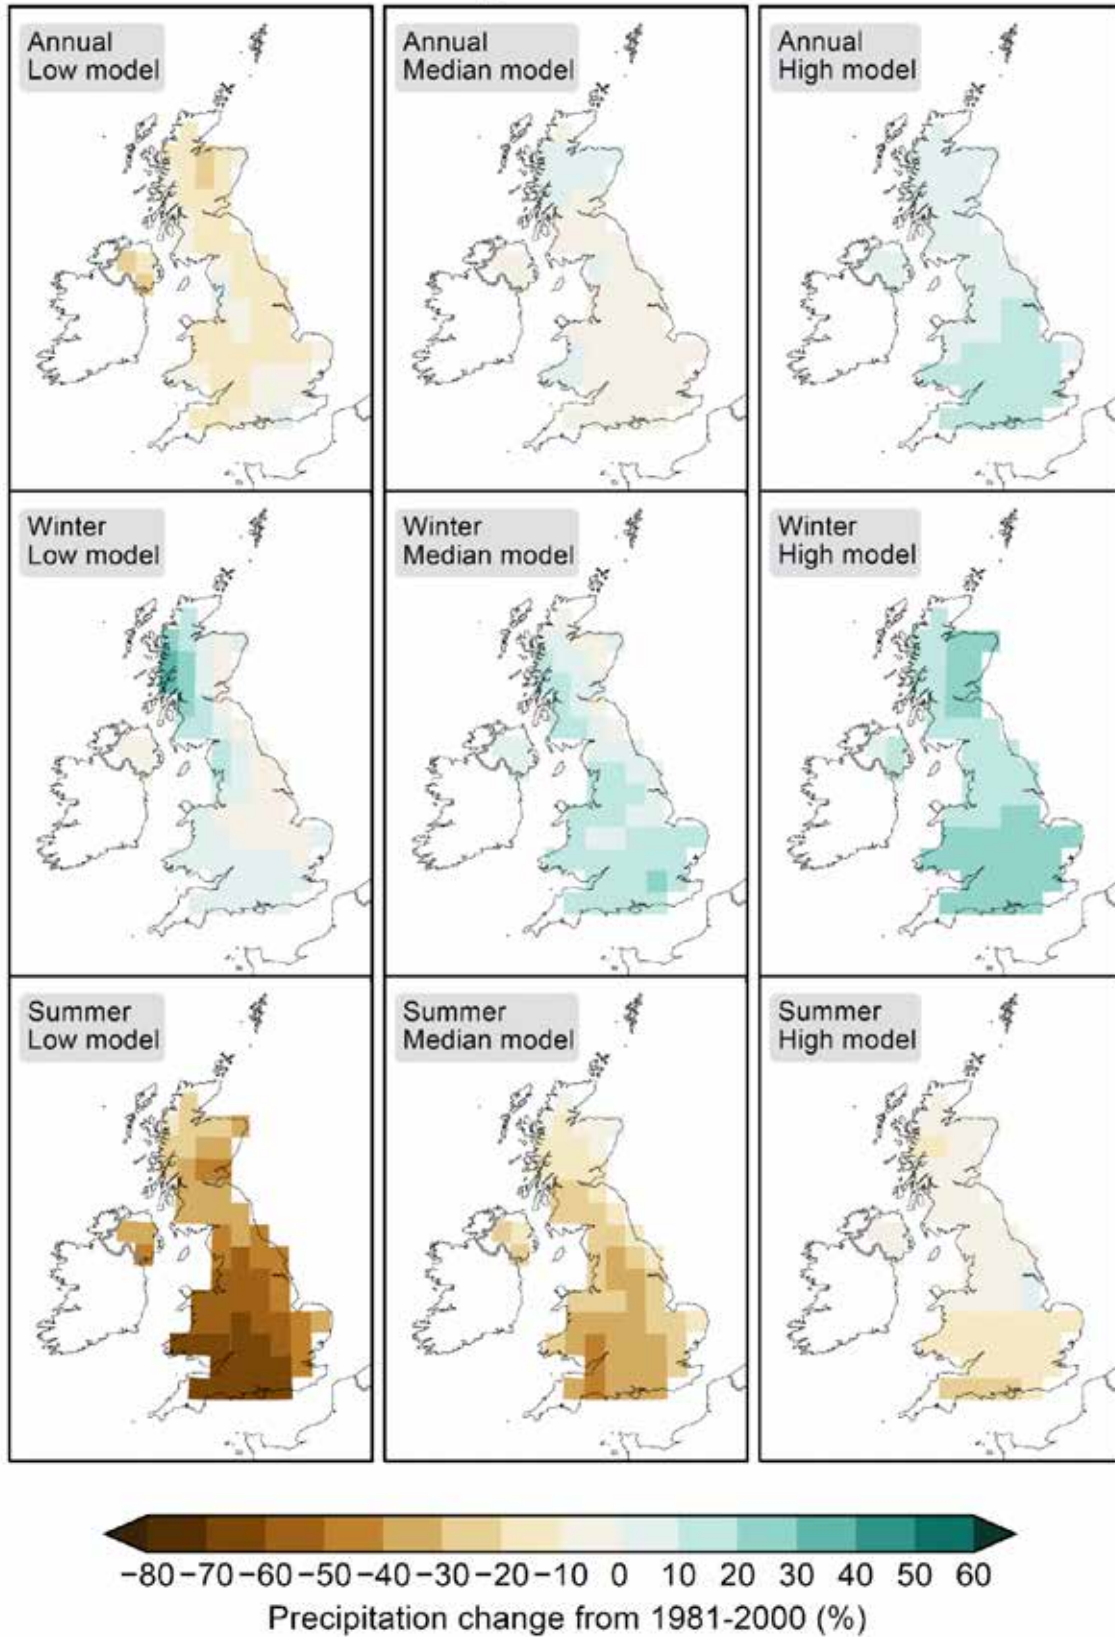 Annual
Low model
Annual
Median model
Annual
High model
Winter
Low model
Winter
Median model
Winter
High model
Summer
Low model
Summer
Median model
Summer
High model
−80 −70 −60 −50 −40 −30 −20 −10 0 10 20 30 40 50 60
Precipitation change from 1981-2000 (%)